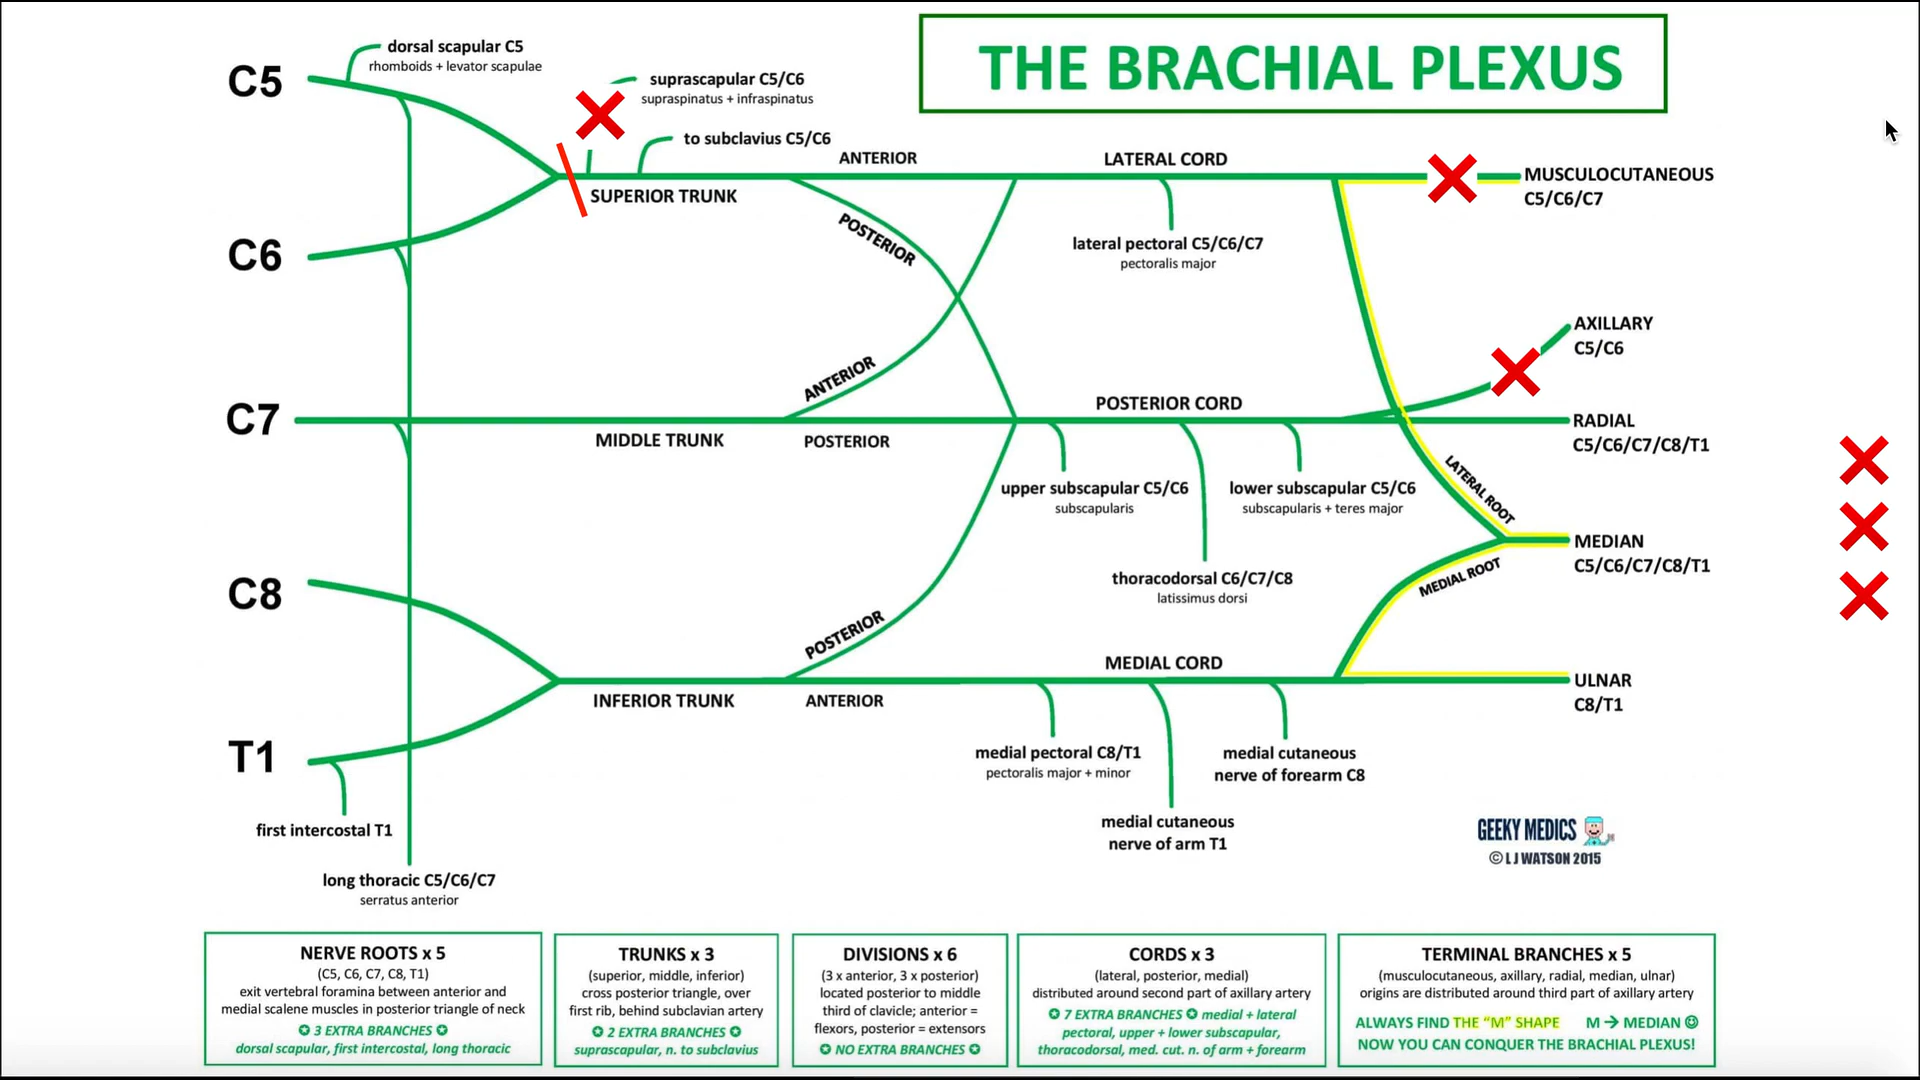 THE BRACHIAL PLEXUS
C5
dorsal scapular C5
rhomboids + levator scapulae
suprascapular C5/C6
supraspinatus + infraspinatus
to subclavius C5/C6
ANTERIOR
LATERAL CORD
MUSCULOCUTANEOUS
C5/C6/C7
SUPERIOR TRUNK
POSTERIOR
lateral pectoral C5/C6/C7
pectoralis major
C6
AXILLARY
C5/C6
ANTERIOR
C7
MIDDLE TRUNK
POSTERIOR
POSTERIOR CORD
RADIAL
C5/C6/C7/C8/T1
upper subscapular C5/C6
subscapularis
lower subscapular C5/C6
subscapularis + teres major
LATERAL ROOT
MEDIAN
C5/C6/C7/C8/T1
MEDIAL ROOT
thoracodorsal C6/C7/C8
latissimus dorsi
C8
POSTERIOR
MEDIAL CORD
INFERIOR TRUNK
ANTERIOR
ULNAR
C8/T1
T1
medial pectoral C8/T1
pectoralis major + minor
medial cutaneous
nerve of forearm C8
medial cutaneous
nerve of arm T1
first intercostal T1
long thoracic C5/C6/C7
serratus anterior
GEEKY MEDICS
© L J WATSON 2015
NERVE ROOTS x 5
(C5, C6, C7, C8, T1)
exit vertebral foramina between anterior and
medial scalene muscles in posterior triangle of neck
✪ 3 EXTRA BRANCHES ✪
dorsal scapular, first intercostal, long thoracic
TRUNKS x 3
(superior, middle, inferior)
cross posterior triangle, over
first rib, behind subclavian artery
✪ 2 EXTRA BRANCHES ✪
suprascapular, n. to subclavius
DIVISIONS x 6
(3 x anterior, 3 x posterior)
located posterior to middle
third of clavicle; anterior =
flexors, posterior = extensors
✪ NO EXTRA BRANCHES ✪
CORDS x 3
(lateral, posterior, medial)
distributed around second part of axillary artery
✪ 7 EXTRA BRANCHES ✪ medial + lateral
pectoral, upper + lower subscapular,
thoracodorsal, med. cut. n. of arm + forearm
TERMINAL BRANCHES x 5
(musculocutaneous, axillary, radial, median, ulnar)
origins are distributed around third part of axillary artery
ALWAYS FIND THE “M” SHAPE M → MEDIAN ☺
NOW YOU CAN CONQUER THE BRACHIAL PLEXUS!